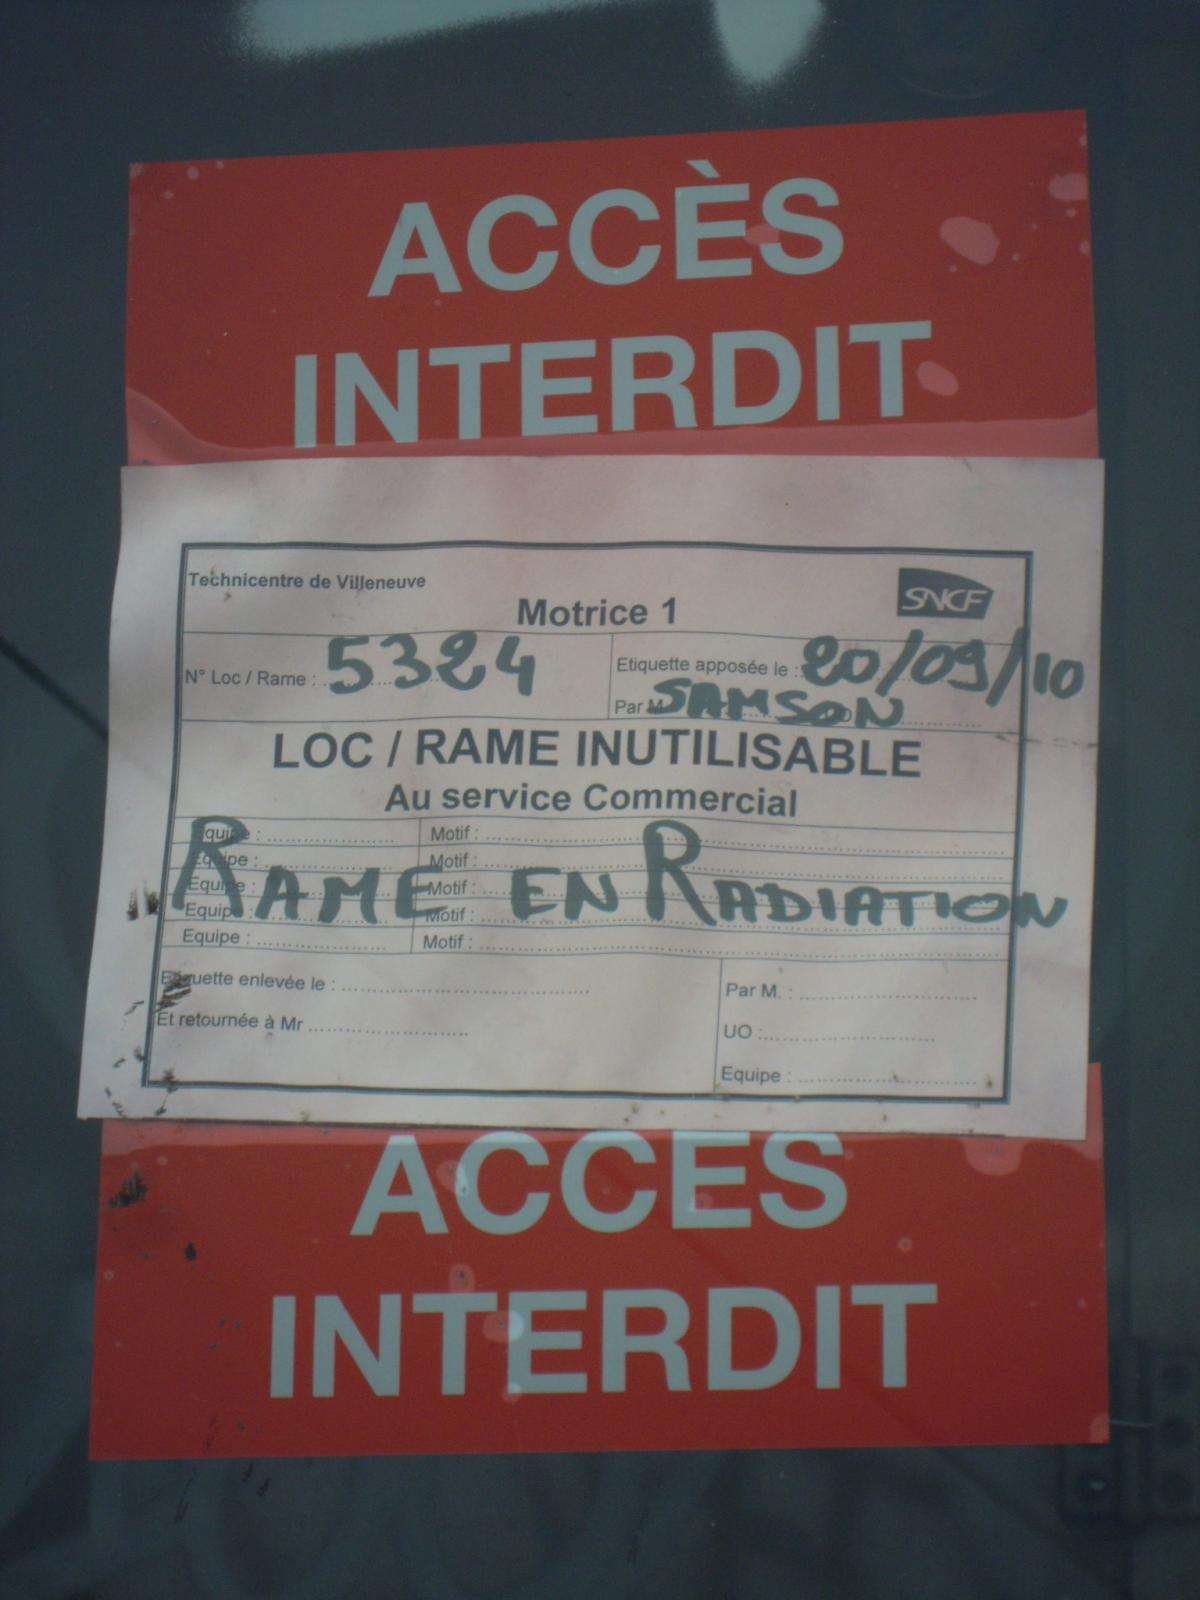 ACCÈS
INTERDIT
Technicentre de Villeneuve
Motrice 1
SNCF
N° Loc / Rame : 5324
Etiquette apposée le : 20/09/10
Par M SAMSON
LOC / RAME INUTILISABLE
Au service Commercial
Equipe : Motif :
Equipe : Motif :
Equipe : Motif :
Equipe : Motif :
Equipe : Motif :
RAME EN RADIATION
Etiquette enlevée le :
Et retournée à Mr
Par M. :
UO :
Equipe :
ACCÈS
INTERDIT